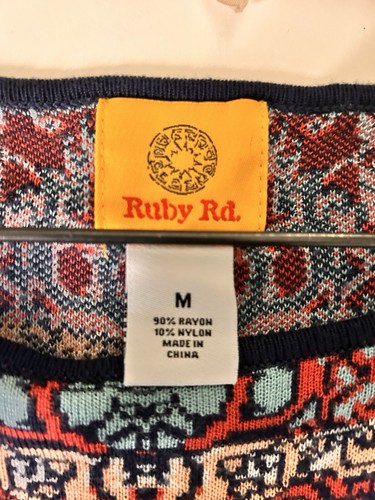 Ruby Rd.
M
90% RAYON
10% NYLON
MADE IN
CHINA